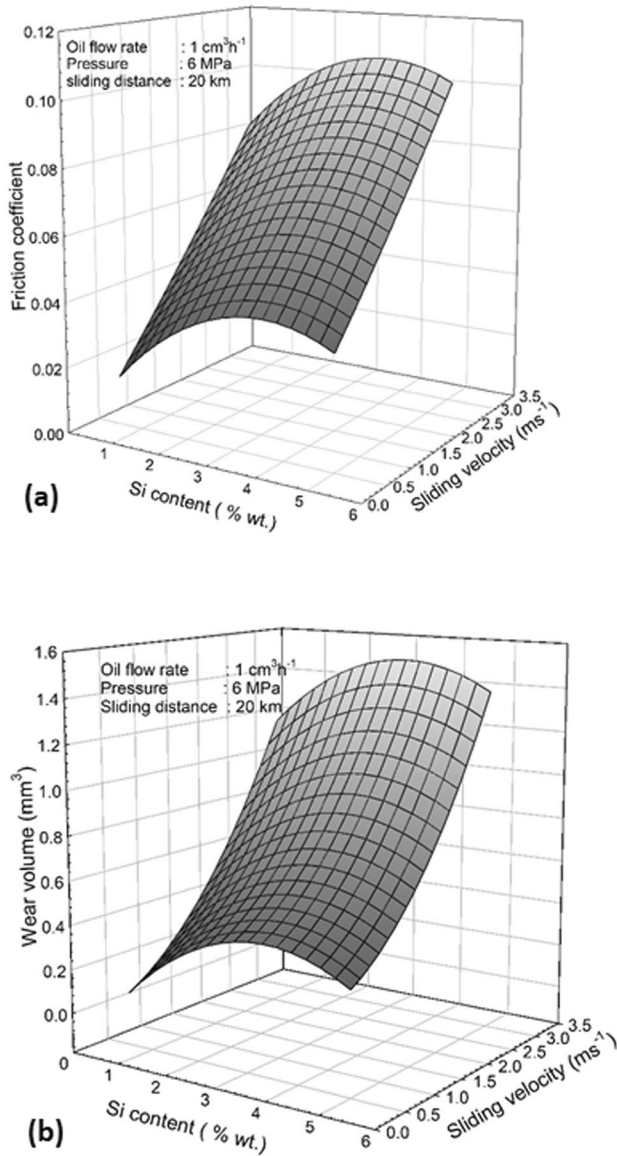 0.12
Oil flow rate : 1 cm³h⁻¹
Pressure : 6 MPa
sliding distance : 20 km
0.10
0.08
0.06
0.04
0.02
0.00
Friction coefficient
1 2 3 4 5 6
Si content ( % wt.)
0.0 0.5 1.0 1.5 2.0 2.5 3.0 3.5
Sliding velocity (ms⁻¹)
(a)
1.6
Oil flow rate : 1 cm³h⁻¹
Pressure : 6 MPa
Sliding distance : 20 km
1.4
1.2
1.0
0.8
0.6
0.4
0.2
0.0
Wear volume (mm³)
0 1 2 3 4 5 6
Si content ( % wt.)
0.0 0.5 1.0 1.5 2.0 2.5 3.0 3.5
Sliding velocity (ms⁻¹)
(b)